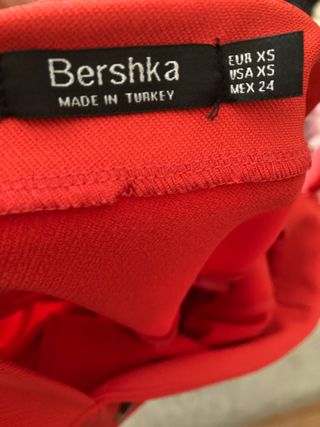 Bershka
MADE IN TURKEY
EUR XS
USA XS
MEX 24